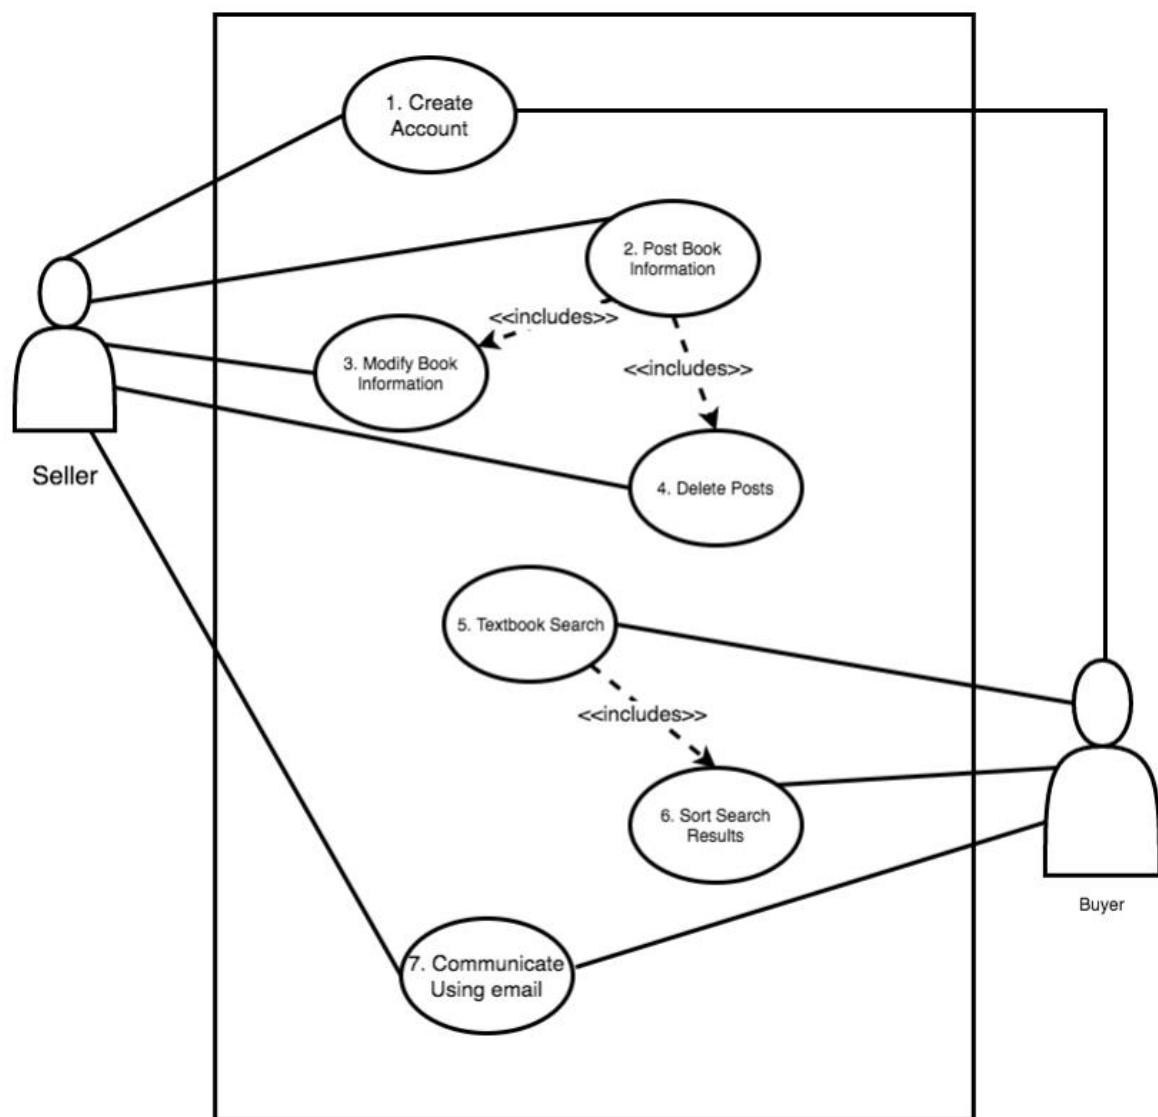 1. Create
Account
2. Post Book
Information
<<includes>>
3. Modify Book
Information
<<includes>>
4. Delete Posts
Seller
5. Textbook Search
<<includes>>
6. Sort Search
Results
Buyer
7. Communicate
Using email